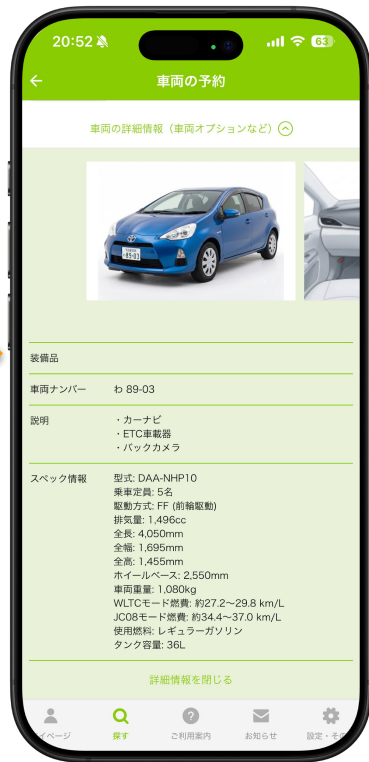 20:52
63
車両の予約
車両の詳細情報（車両オプションなど）
89-03
装備品
車両ナンバー わ 89-03
説明 ・カーナビ
・ETC車載器
・バックカメラ
スペック情報 型式: DAA-NHP10
乗車定員: 5名
駆動方式: FF (前輪駆動)
排気量: 1,496cc
全長: 4,050mm
全幅: 1,695mm
全高: 1,455mm
ホイールベース: 2,550mm
車両重量: 1,080kg
WLTCモード燃費: 約27.2〜29.8 km/L
JC08モード燃費: 約34.4〜37.0 km/L
使用燃料: レギュラーガソリン
タンク容量: 36L
詳細情報を閉じる
イページ 探す ご利用案内 お知らせ 設定・その